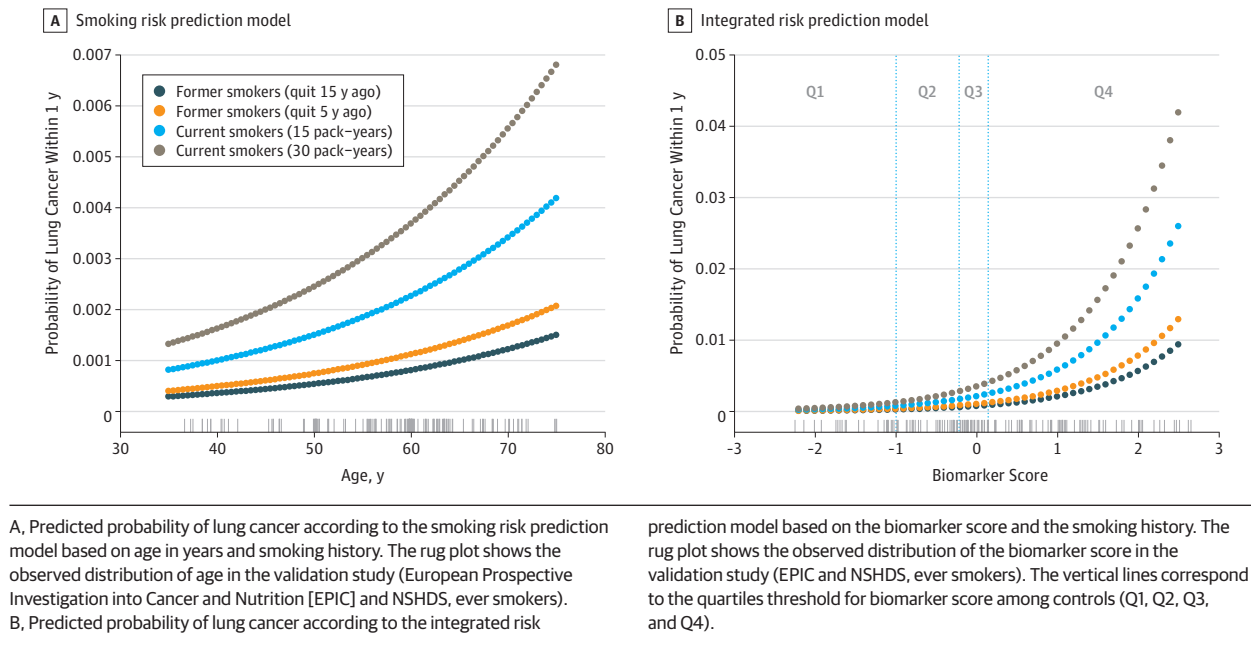 A Smoking risk prediction model
0.007
0.006
0.005
0.004
0.003
0.002
0.001
0
Probability of Lung Cancer Within 1 y
Former smokers (quit 15 y ago)
Former smokers (quit 5 y ago)
Current smokers (15 pack–years)
Current smokers (30 pack–years)
30 40 50 60 70 80
Age, y
B Integrated risk prediction model
0.05
0.04
0.03
0.02
0.01
0
Probability of Lung Cancer Within 1 y
Q1 Q2 Q3 Q4
-3 -2 -1 0 1 2 3
Biomarker Score
A, Predicted probability of lung cancer according to the smoking risk prediction
model based on age in years and smoking history. The rug plot shows the
observed distribution of age in the validation study (European Prospective
Investigation into Cancer and Nutrition [EPIC] and NSHDS, ever smokers).
B, Predicted probability of lung cancer according to the integrated risk
prediction model based on the biomarker score and the smoking history. The
rug plot shows the observed distribution of the biomarker score in the
validation study (EPIC and NSHDS, ever smokers). The vertical lines correspond
to the quartiles threshold for biomarker score among controls (Q1, Q2, Q3,
and Q4).